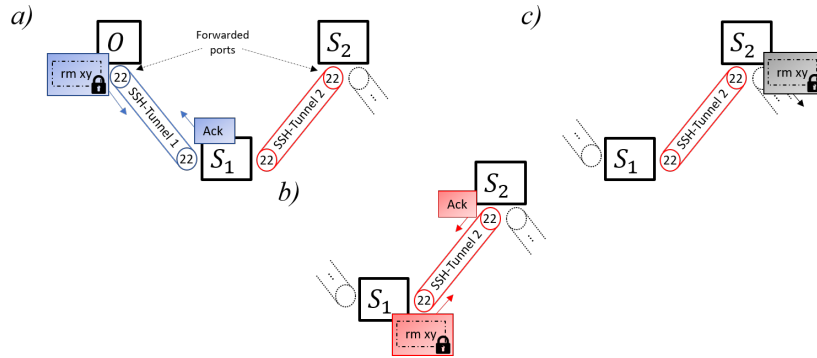 a)
O
Forwarded
ports
S₂
rm xy
22
SSH-Tunnel 1
22
Ack
S₁
22
SSH-Tunnel 2
22
...
b)
S₂
Ack
22
SSH-Tunnel 2
22
...
...
S₁
rm xy
c)
S₂
rm xy
22
SSH-Tunnel 2
22
...
...
S₁